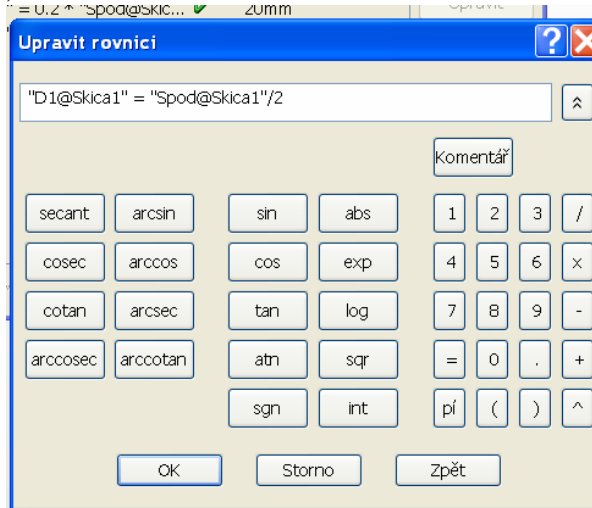 = 0.2 * "Spod@Skic... 20mm Upravit
Upravit rovnici
"D1@Skica1" = "Spod@Skica1"/2
Komentář
secant arcsin sin abs 1 2 3 /
cosec arccos cos exp 4 5 6 x
cotan arcsec tan log 7 8 9 -
arccosec arccotan atn sqr = 0 . +
sgn int pí ( ) ^
OK Storno Zpět